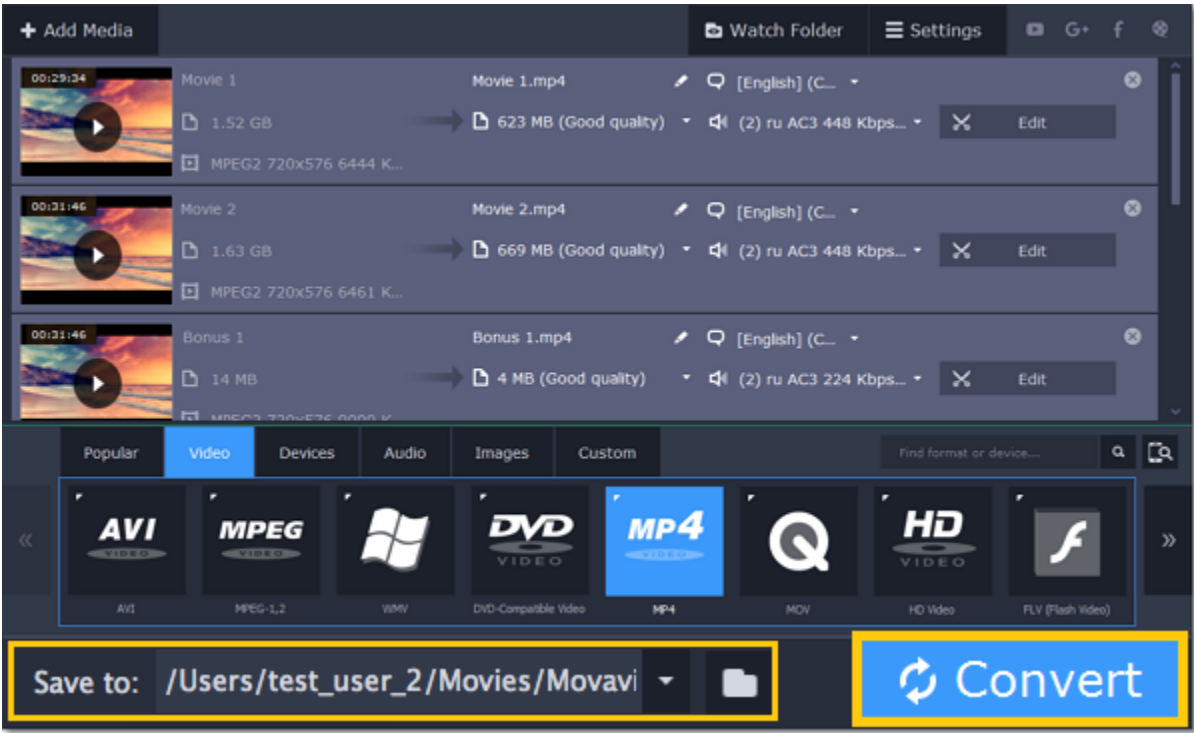 Add Media
Watch Folder
Settings
G+
f
00:29:34
Movie 1
Movie 1.mp4
[English] (C...
1.52 GB
623 MB (Good quality)
(2) ru AC3 448 Kbps...
Edit
MPEG2 720x576 6444 K...
00:31:46
Movie 2
Movie 2.mp4
[English] (C...
1.63 GB
669 MB (Good quality)
(2) ru AC3 448 Kbps...
Edit
MPEG2 720x576 6461 K...
00:31:46
Bonus 1
Bonus 1.mp4
[English] (C...
14 MB
4 MB (Good quality)
(2) ru AC3 224 Kbps...
Edit
MPEG2 720x576
Popular
Video
Devices
Audio
Images
Custom
Find format or device....
AVI
VIDEO
MPEG
VIDEO
DVD
VIDEO
MP4
VIDEO
HD
VIDEO
AVI
MPEG-1,2
WMV
DVD-Compatible Video
MP4
MOV
HD Video
FLV (Flash Video)
Save to:
/Users/test_user_2/Movies/Movavi
Convert